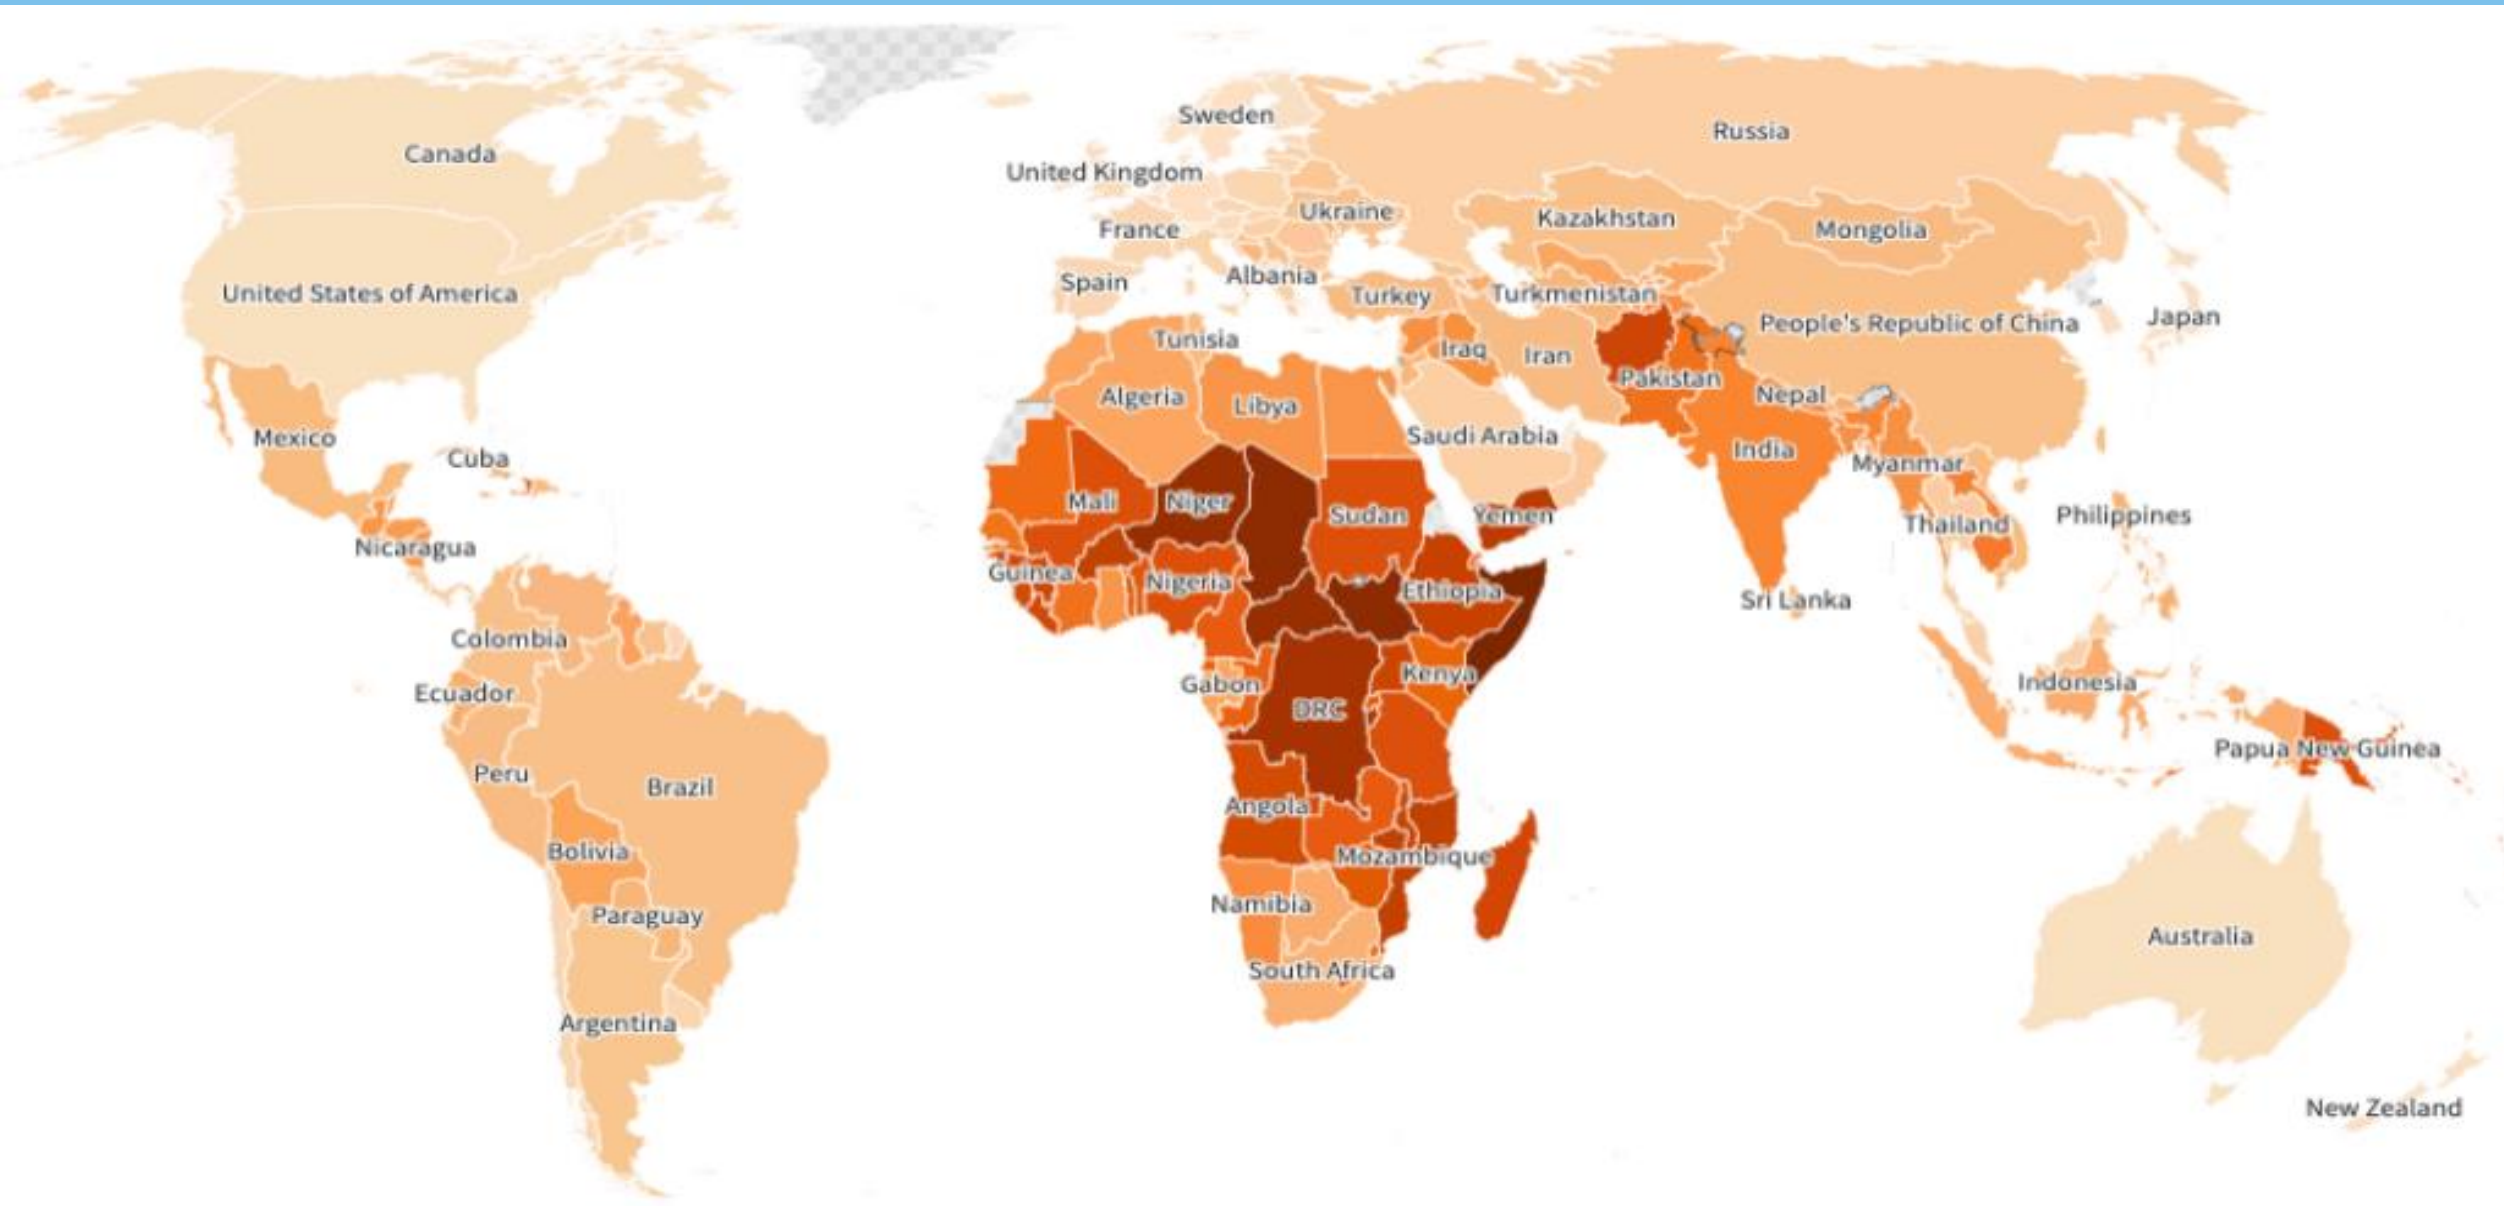 Sweden
Russia
Canada
United Kingdom
Ukraine
Kazakhstan
Mongolia
France
Albania
Spain
Turkey
Turkmenistan
United States of America
People's Republic of China
Japan
Tunisia
Iraq
Iran
Pakistan
Nepal
Algeria
Libya
Saudi Arabia
Mexico
India
Cuba
Myanmar
Mali
Niger
Sudan
Yemen
Philippines
Thailand
Nicaragua
Guinea
Nigeria
Ethiopia
Sri Lanka
Colombia
Kenya
Gabon
Indonesia
Ecuador
DRC
Papua New Guinea
Peru
Brazil
Angola
Bolivia
Mozambique
Namibia
Paraguay
Australia
South Africa
Argentina
New Zealand